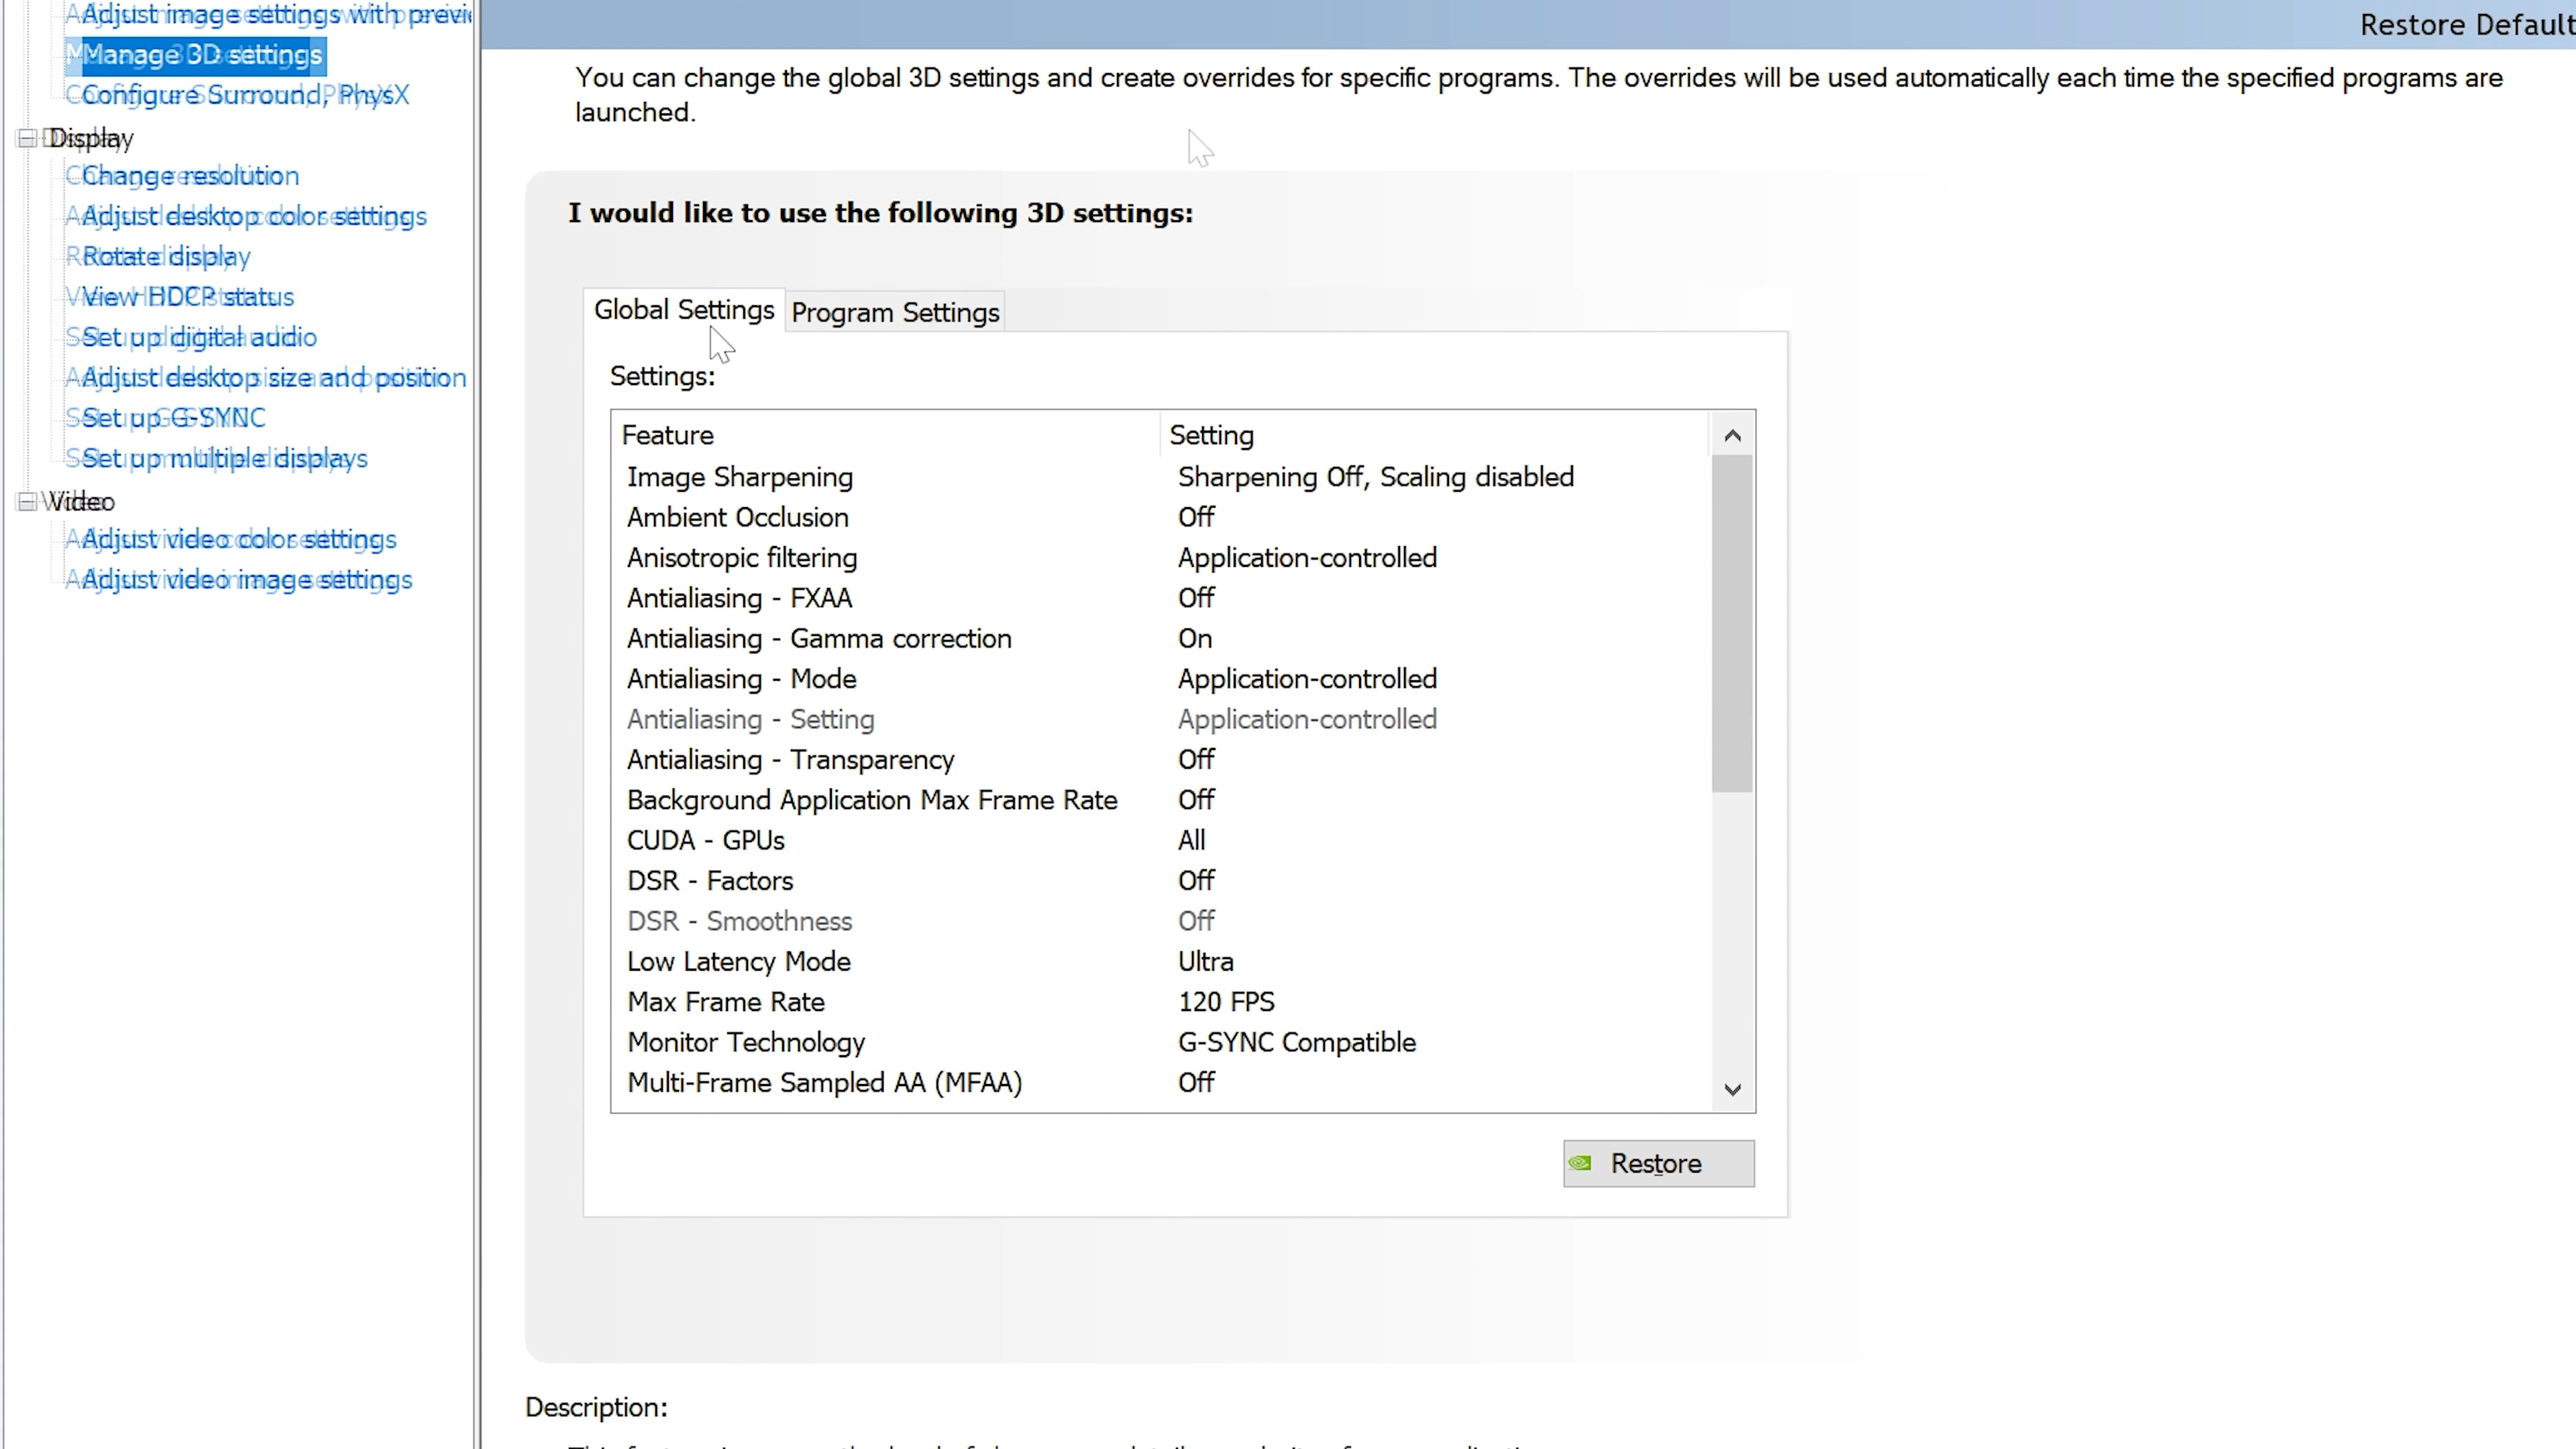 Adjust image settings with previe
Manage 3D settings
Configure Surround, PhysX
Display
Change resolution
Adjust desktop color settings
Rotate display
View HDCP status
Set up digital audio
Adjust desktop size and position
Set up G-SYNC
Set up multiple displays
Video
Adjust video color settings
Adjust video image settings
Restore Default
You can change the global 3D settings and create overrides for specific programs. The overrides will be used automatically each time the specified programs are
launched.
I would like to use the following 3D settings:
Global Settings Program Settings
Settings:
Feature Setting
Image Sharpening Sharpening Off, Scaling disabled
Ambient Occlusion Off
Anisotropic filtering Application-controlled
Antialiasing - FXAA Off
Antialiasing - Gamma correction On
Antialiasing - Mode Application-controlled
Antialiasing - Setting Application-controlled
Antialiasing - Transparency Off
Background Application Max Frame Rate Off
CUDA - GPUs All
DSR - Factors Off
DSR - Smoothness Off
Low Latency Mode Ultra
Max Frame Rate 120 FPS
Monitor Technology G-SYNC Compatible
Multi-Frame Sampled AA (MFAA) Off
Restore
Description: